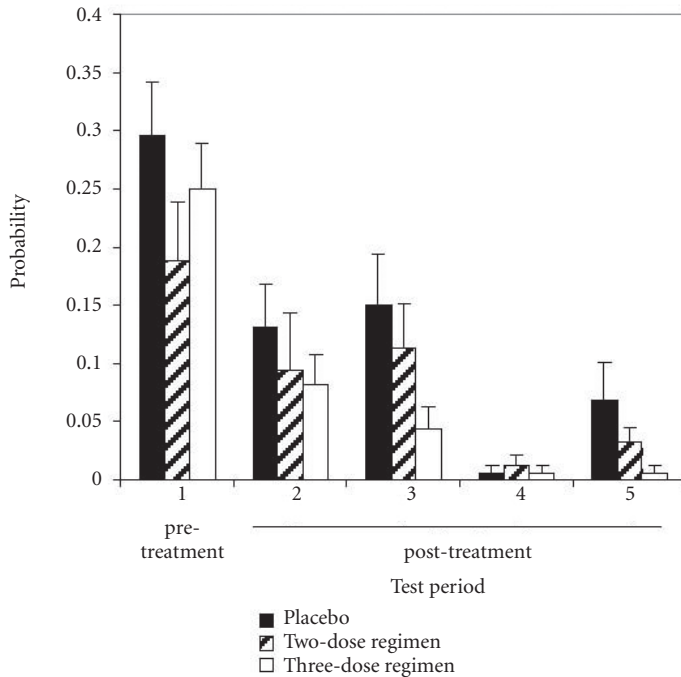 0.4
0.35
0.3
0.25
0.2
0.15
0.1
0.05
0
Probability
1 2 3 4 5
pre-
treatment
post-treatment
Test period
Placebo
Two-dose regimen
Three-dose regimen